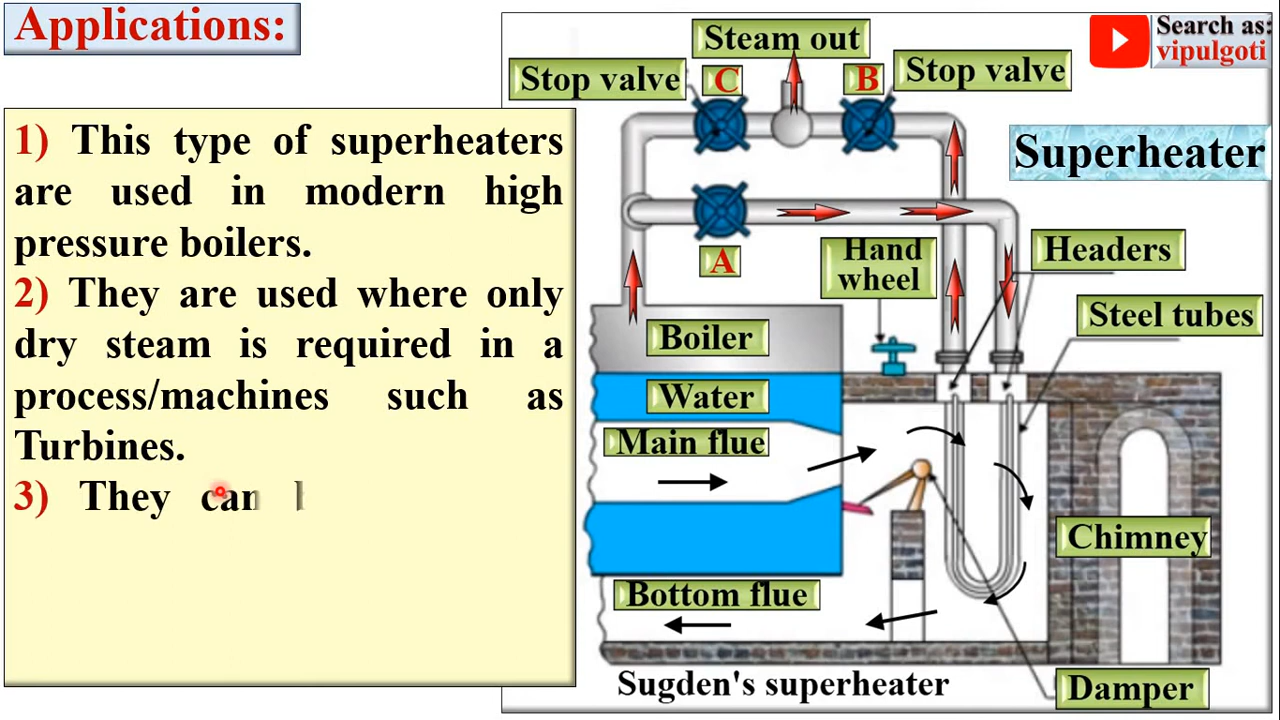 Applications:
1) This type of superheaters
are used in modern high
pressure boilers.
2) They are used where only
dry steam is required in a
process/machines such as
Turbines.
3) They can
Search as:
vipulgoti
Superheater
Steam out
Stop valve
C
B
Stop valve
A
Hand
wheel
Headers
Steel tubes
Boiler
Water
Main flue
Chimney
Bottom flue
Sugden's superheater
Damper